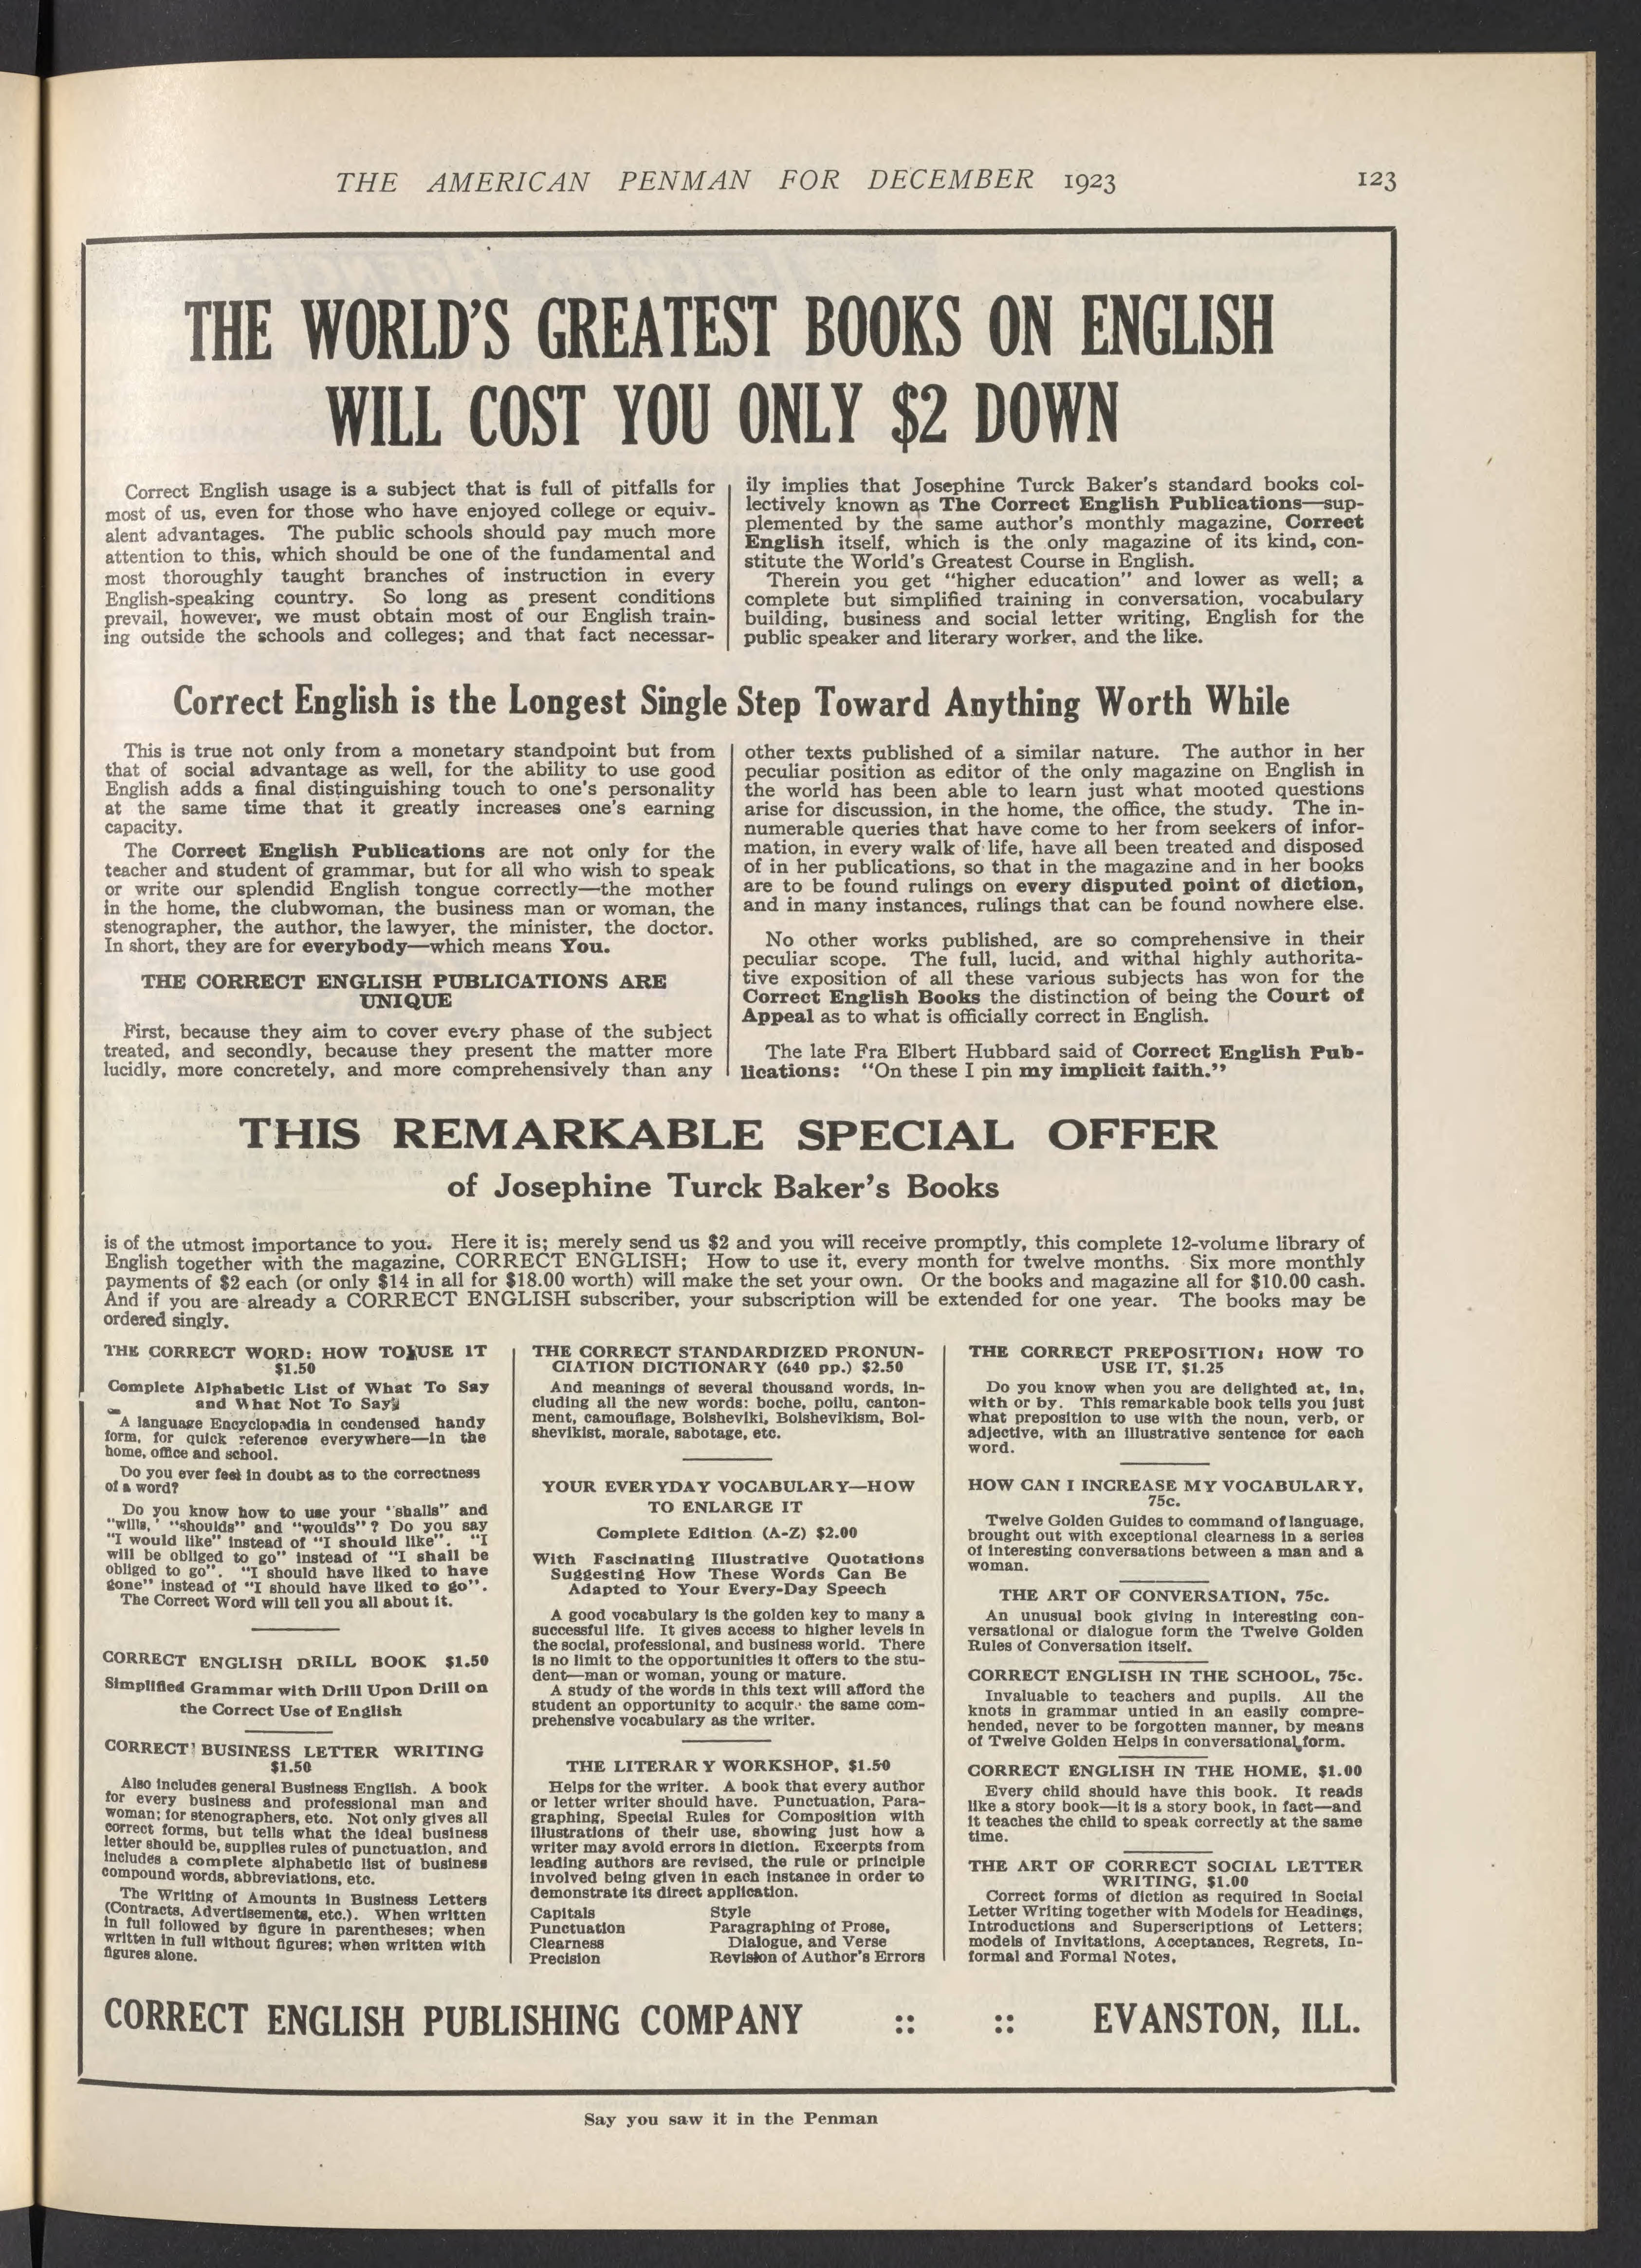 THE AMERICAN PENMAN FOR DECEMBER 1923
123
THE WORLD'S GREATEST BOOKS ON ENGLISH
WILL COST YOU ONLY $2 DOWN
Correct English usage is a subject that is full of pitfalls for
most of us, even for those who have enjoyed college or equiv-
alent advantages. The public schools should pay much more
attention to this, which should be one of the fundamental and
most thoroughly taught branches of instruction in every
English-speaking country. So long as present conditions
prevail, however, we must obtain most of our English train-
ing outside the schools and colleges; and that fact necessar-
ily implies that Josephine Turck Baker's standard books col-
lectively known as The Correct English Publications—sup-
plemented by the same author's monthly magazine, Correct
English itself, which is the only magazine of its kind, con-
stitute the World's Greatest Course in English.
Therein you get "higher education" and lower as well; a
complete but simplified training in conversation, vocabulary
building, business and social letter writing, English for the
public speaker and literary worker, and the like.
Correct English is the Longest Single Step Toward Anything Worth While
This is true not only from a monetary standpoint but from
that of social advantage as well, for the ability to use good
English adds a final distinguishing touch to one's personality
at the same time that it greatly increases one's earning
capacity.
The Correct English Publications are not only for the
teacher and student of grammar, but for all who wish to speak
or write our splendid English tongue correctly—the mother
in the home, the clubwoman, the business man or woman, the
stenographer, the author, the lawyer, the minister, the doctor.
In short, they are for everybody—which means You.
THE CORRECT ENGLISH PUBLICATIONS ARE
UNIQUE
First, because they aim to cover every phase of the subject
treated, and secondly, because they present the matter more
lucidly, more concretely, and more comprehensively than any
other texts published of a similar nature. The author in her
peculiar position as editor of the only magazine on English in
the world has been able to learn just what mooted questions
arise for discussion, in the home, the office, the study. The in-
numerable queries that have come to her from seekers of infor-
mation, in every walk of life, have all been treated and disposed
of in her publications, so that in the magazine and in her books
are to be found rulings on every disputed point of diction,
and in many instances, rulings that can be found nowhere else.
No other works published, are so comprehensive in their
peculiar scope. The full, lucid, and withal highly authorita-
tive exposition of all these various subjects has won for the
Correct English Books the distinction of being the Court of
Appeal as to what is officially correct in English.
The late Fra Elbert Hubbard said of Correct English Pub-
lications: "On these I pin my implicit faith."
THIS REMARKABLE SPECIAL OFFER
of Josephine Turck Baker's Books
is of the utmost importance to you. Here it is; merely send us $2 and you will receive promptly, this complete 12-volume library of
English together with the magazine, CORRECT ENGLISH; How to use it, every month for twelve months. Six more monthly
payments of $2 each (or only $14 in all for $18.00 worth) will make the set your own. Or the books and magazine all for $10.00 cash.
And if you are already a CORRECT ENGLISH subscriber, your subscription will be extended for one year. The books may be
ordered singly.
THE CORRECT WORD: HOW TO USE IT
$1.50
Complete Alphabetic List of What To Say
and What Not To Say
A language Encyclopadia in condensed handy
form, for quick reference everywhere—in the
home, office and school.
Do you ever feel in doubt as to the correctness
of a word?
Do you know how to use your "shalls" and
"wills,' "shoulds" and "woulds"? Do you say
"I would like" instead of "I should like". "I
will be obliged to go" instead of "I shall be
obliged to go". "I should have liked to have
gone" instead of "I should have liked to go".
The Correct Word will tell you all about it.
CORRECT ENGLISH DRILL BOOK $1.50
Simplified Grammar with Drill Upon Drill on
the Correct Use of English
CORRECT BUSINESS LETTER WRITING
$1.50
Also includes general Business English. A book
for every business and professional man and
woman; for stenographers, etc. Not only gives all
correct forms, but tells what the ideal business
letter should be, supplies rules of punctuation, and
includes a complete alphabetic list of business
compound words, abbreviations, etc.
The Writing of Amounts in Business Letters
(Contracts, Advertisements, etc.). When written
in full followed by figure in parentheses; when
written in full without figures; when written with
figures alone.
THE CORRECT STANDARDIZED PRONUN-
CIATION DICTIONARY (640 pp.) $2.50
And meanings of several thousand words, in-
cluding all the new words: boche, poilu, canton-
ment, camouflage, Bolsheviki, Bolshevikism, Bol-
shevikist, morale, sabotage, etc.
YOUR EVERYDAY VOCABULARY—HOW
TO ENLARGE IT
Complete Edition (A-Z) $2.00
With Fascinating Illustrative Quotations
Suggesting How These Words Can Be
Adapted to Your Every-Day Speech
A good vocabulary is the golden key to many a
successful life. It gives access to higher levels in
the social, professional, and business world. There
is no limit to the opportunities it offers to the stu-
dent—man or woman, young or mature.
A study of the words in this text will afford the
student an opportunity to acquire the same com-
prehensive vocabulary as the writer.
THE LITERARY WORKSHOP, $1.50
Helps for the writer. A book that every author
or letter writer should have. Punctuation, Para-
graphing, Special Rules for Composition with
illustrations of their use, showing just how a
writer may avoid errors in diction. Excerpts from
leading authors are revised, the rule or principle
involved being given in each instance in order to
demonstrate its direct application.
Capitals Style
Punctuation Paragraphing of Prose,
Clearness Dialogue, and Verse
Precision Revision of Author's Errors
THE CORRECT PREPOSITION: HOW TO
USE IT, $1.25
Do you know when you are delighted at, in,
with or by. This remarkable book tells you just
what preposition to use with the noun, verb, or
adjective, with an illustrative sentence for each
word.
HOW CAN I INCREASE MY VOCABULARY,
75c.
Twelve Golden Guides to command of language,
brought out with exceptional clearness in a series
of interesting conversations between a man and a
woman.
THE ART OF CONVERSATION, 75c.
An unusual book giving in interesting con-
versational or dialogue form the Twelve Golden
Rules of Conversation itself.
CORRECT ENGLISH IN THE SCHOOL, 75c.
Invaluable to teachers and pupils. All the
knots in grammar untied in an easily compre-
hended, never to be forgotten manner, by means
of Twelve Golden Helps in conversational form.
CORRECT ENGLISH IN THE HOME, $1.00
Every child should have this book. It reads
like a story book—it is a story book, in fact—and
it teaches the child to speak correctly at the same
time.
THE ART OF CORRECT SOCIAL LETTER
WRITING, $1.00
Correct forms of diction as required in Social
Letter Writing together with Models for Headings,
Introductions and Superscriptions of Letters;
models of Invitations, Acceptances, Regrets, In-
formal and Formal Notes.
CORRECT ENGLISH PUBLISHING COMPANY :: :: EVANSTON, ILL.
Say you saw it in the Penman